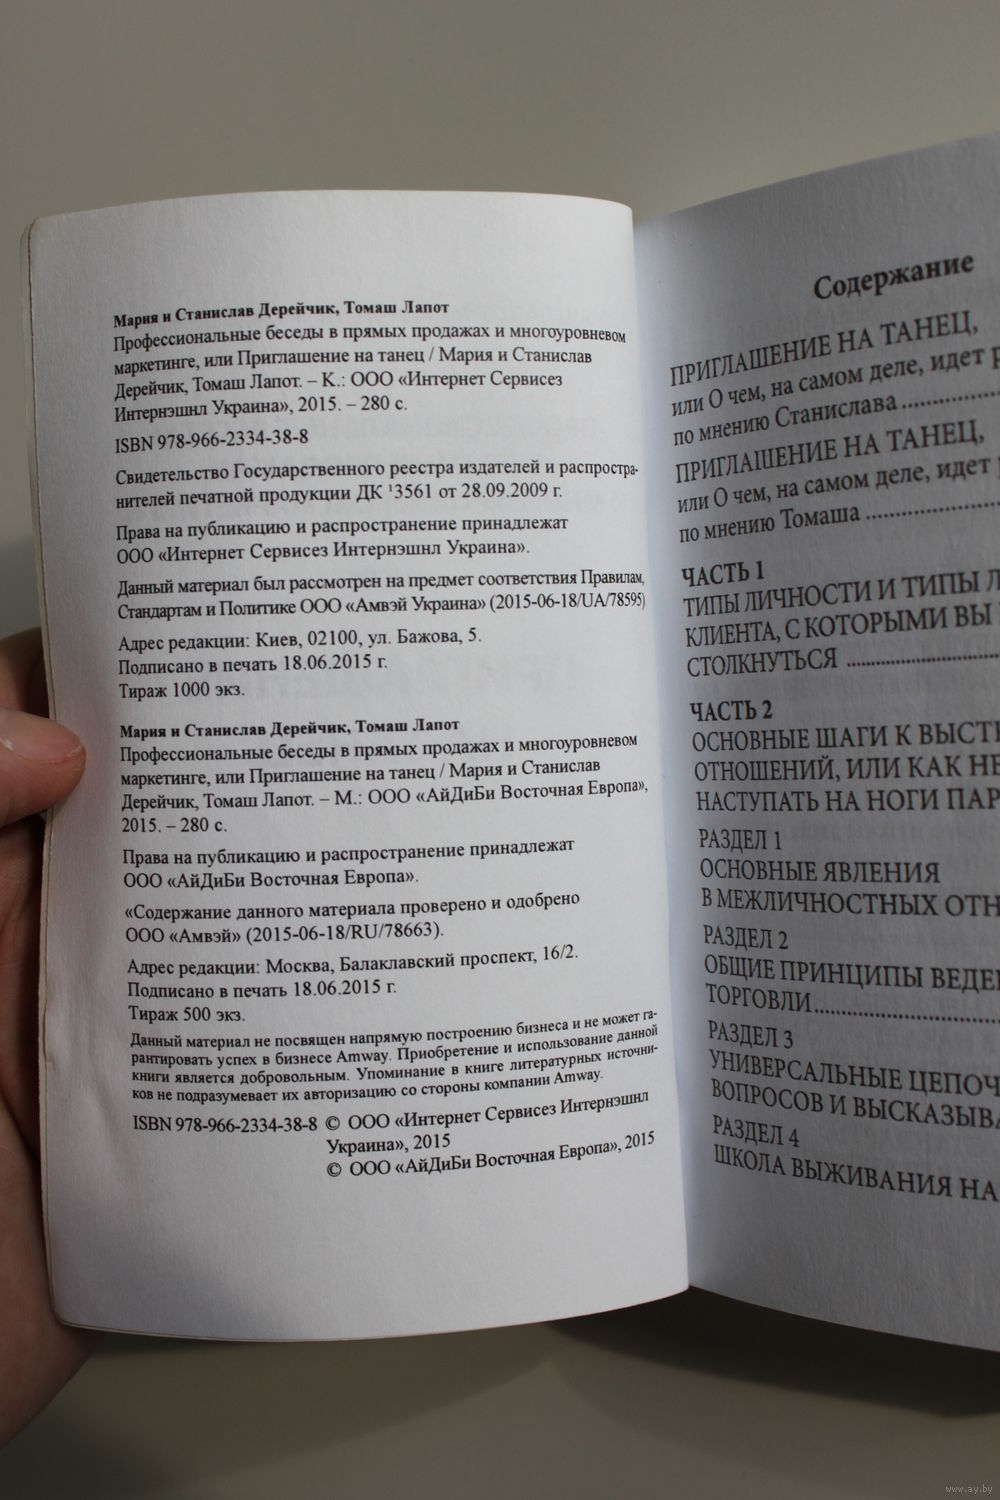 Мария и Станислав Дерейчик, Томаш Лапот
Профессиональные беседы в прямых продажах и многоуровневом
маркетинге, или Приглашение на танец / Мария и Станислав
Дерейчик, Томаш Лапот. – К.: ООО «Интернет Сервисез
Интернэшнл Украина», 2015. – 280 с.
ISBN 978-966-2334-38-8
Свидетельство Государственного реестра издателей и распростра-
нителей печатной продукции ДК ¹3561 от 28.09.2009 г.
Права на публикацию и распространение принадлежат
ООО «Интернет Сервисез Интернэшнл Украина».
Данный материал был рассмотрен на предмет соответствия Правилам,
Стандартам и Политике ООО «Амвэй Украина» (2015-06-18/UA/78595)
Адрес редакции: Киев, 02100, ул. Бажова, 5.
Подписано в печать 18.06.2015 г.
Тираж 1000 экз.
Мария и Станислав Дерейчик, Томаш Лапот
Профессиональные беседы в прямых продажах и многоуровневом
маркетинге, или Приглашение на танец / Мария и Станислав
Дерейчик, Томаш Лапот. – М.: ООО «АйДиБи Восточная Европа»,
2015. – 280 с.
Права на публикацию и распространение принадлежат
ООО «АйДиБи Восточная Европа».
«Содержание данного материала проверено и одобрено
ООО «Амвэй» (2015-06-18/RU/78663).
Адрес редакции: Москва, Балаклавский проспект, 16/2.
Подписано в печать 18.06.2015 г.
Тираж 500 экз.
Данный материал не посвящен напрямую построению бизнеса и не может га-
рантировать успех в бизнесе Amway. Приобретение и использование данной
книги является добровольным. Упоминание в книге литературных источни-
ков не подразумевает их авторизацию со стороны компании Amway.
ISBN 978-966-2334-38-8 © ООО «Интернет Сервисез Интернэшнл
Украина», 2015
© ООО «АйДиБи Восточная Европа», 2015
Содержание
ПРИГЛАШЕНИЕ НА ТАНЕЦ,
или О чем, на самом деле, идет
по мнению Станислава
ПРИГЛАШЕНИЕ НА ТАНЕЦ,
или О чем, на самом деле, идет
по мнению Томаша
ЧАСТЬ 1
ТИПЫ ЛИЧНОСТИ И ТИПЫ
КЛИЕНТА, С КОТОРЫМИ ВЫ
СТОЛКНУТЬСЯ
ЧАСТЬ 2
ОСНОВНЫЕ ШАГИ К
ОТНОШЕНИЙ, ИЛИ КАК НЕ
НАСТУПАТЬ НА НОГИ
РАЗДЕЛ 1
ОСНОВНЫЕ ЯВЛЕНИЯ
В МЕЖЛИЧНОСТНЫХ
РАЗДЕЛ 2
ОБЩИЕ ПРИНЦИПЫ
ТОРГОВЛИ
РАЗДЕЛ 3
УНИВЕРСАЛЬНЫЕ
ВОПРОСОВ И
РАЗДЕЛ 4
ШКОЛА ВЫЖИВАНИЯ НА
www.ay.by